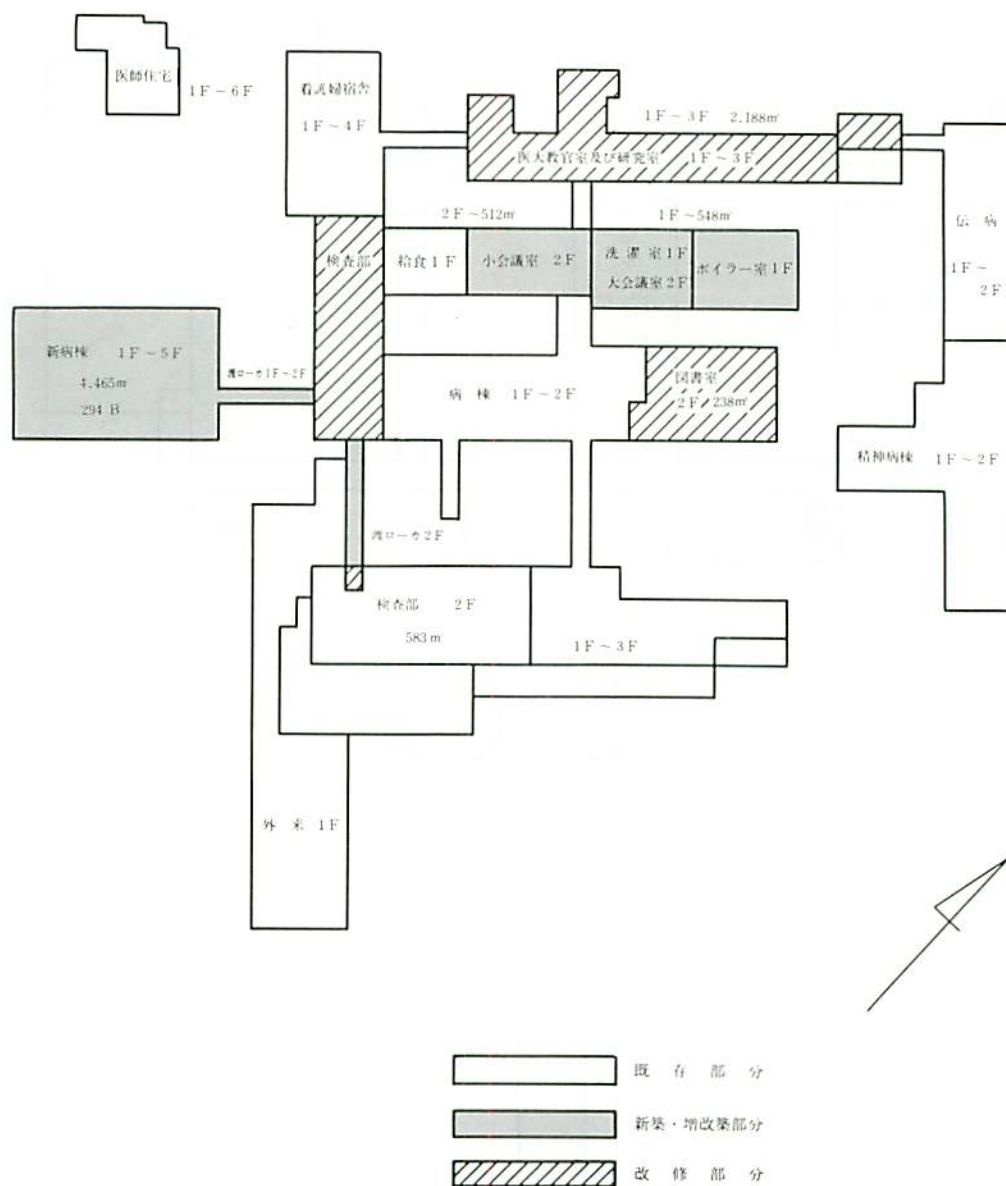 医師住宅
1F～6F
看護婦宿舎
1F～4F
1F～3F 2.188㎡
医大教官室及び研究室 1F～3F
2F～512㎡
1F～548㎡
伝病
1F～
2F
検査部
給食1F
小会議室 2F
洗濯室1F
大会議室2F
ボイラー室1F
新病棟 1F～5F
4.465㎡
294 B
渡ローカ1F～2F
病棟 1F～2F
図書室
2F 238㎡
精神病棟 1F～2F
渡ローカ2F
検査部 2F
583㎡
1F～3F
外来1F
既存部分
新築・増改築部分
改修部分